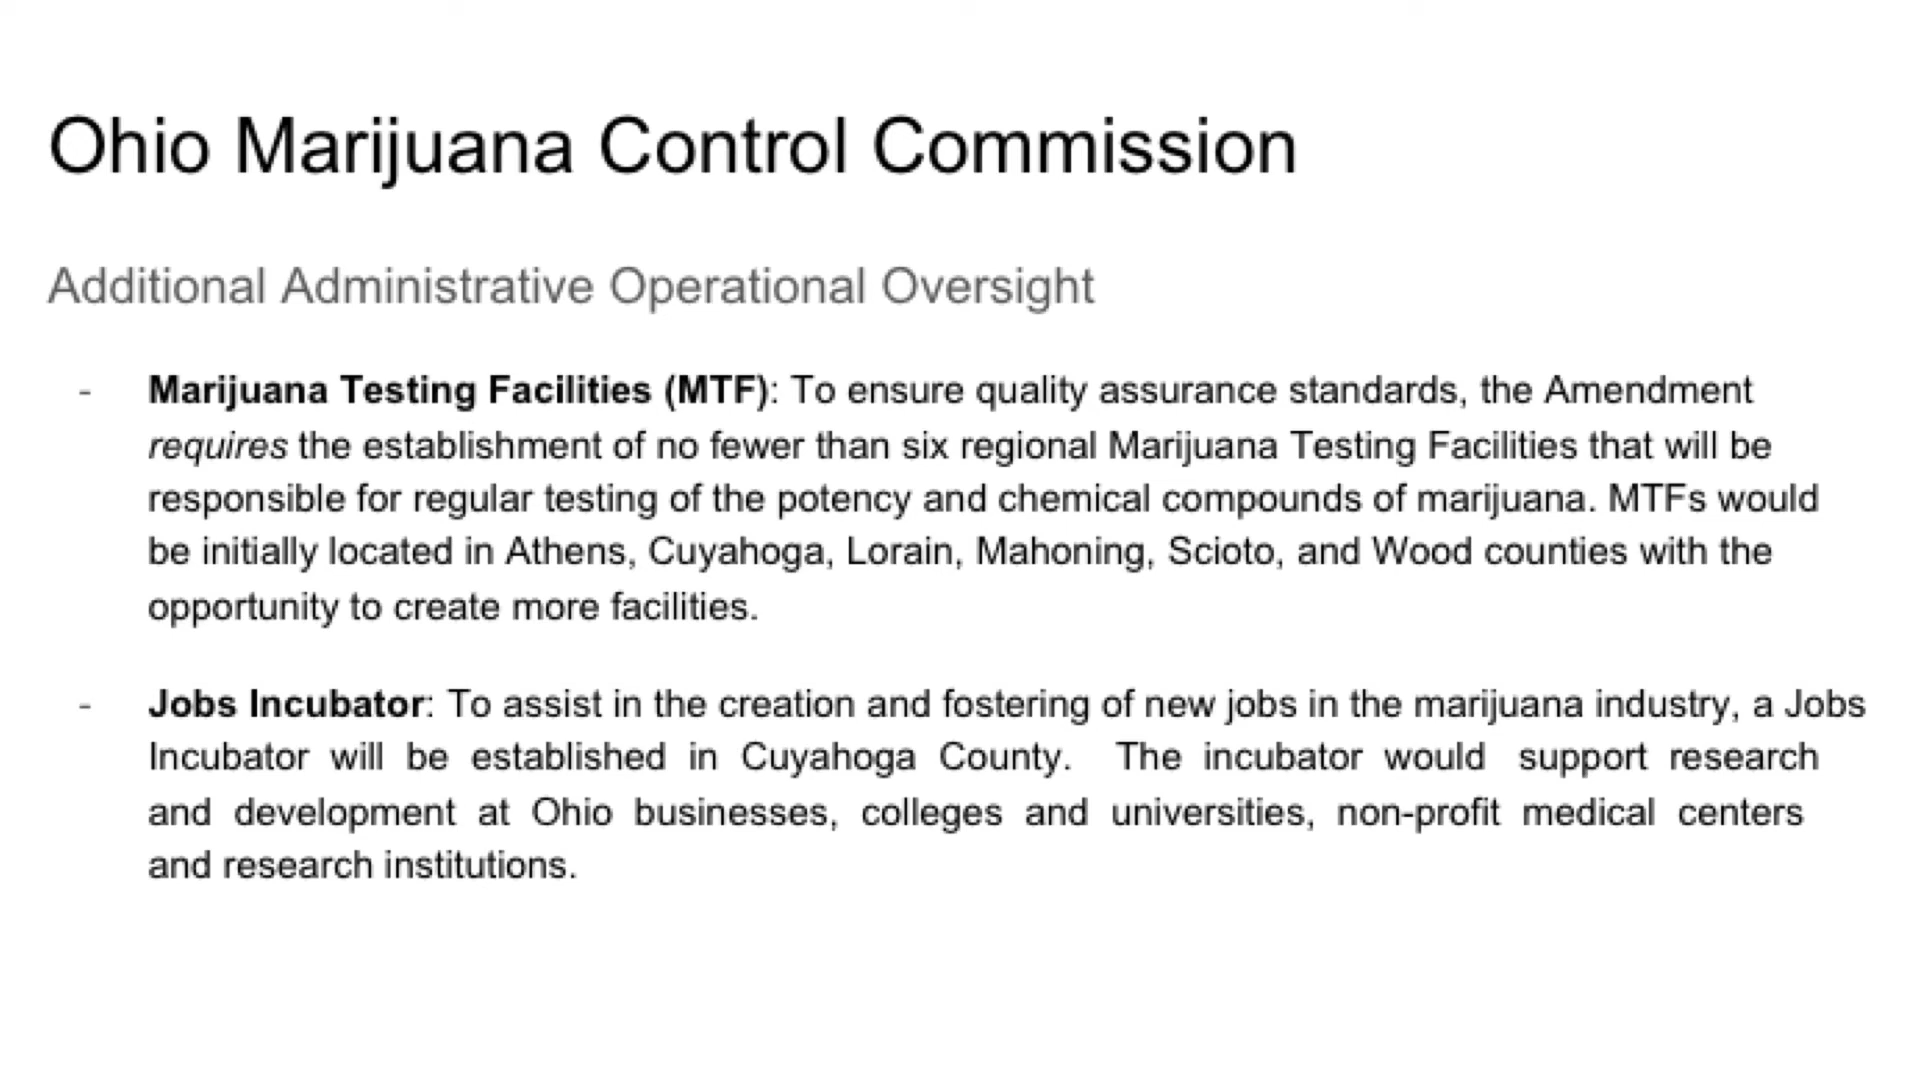 Ohio Marijuana Control Commission
Additional Administrative Operational Oversight
- Marijuana Testing Facilities (MTF): To ensure quality assurance standards, the Amendment
requires the establishment of no fewer than six regional Marijuana Testing Facilities that will be
responsible for regular testing of the potency and chemical compounds of marijuana. MTFs would
be initially located in Athens, Cuyahoga, Lorain, Mahoning, Scioto, and Wood counties with the
opportunity to create more facilities.
- Jobs Incubator: To assist in the creation and fostering of new jobs in the marijuana industry, a Jobs
Incubator will be established in Cuyahoga County. The incubator would support research
and development at Ohio businesses, colleges and universities, non-profit medical centers
and research institutions.